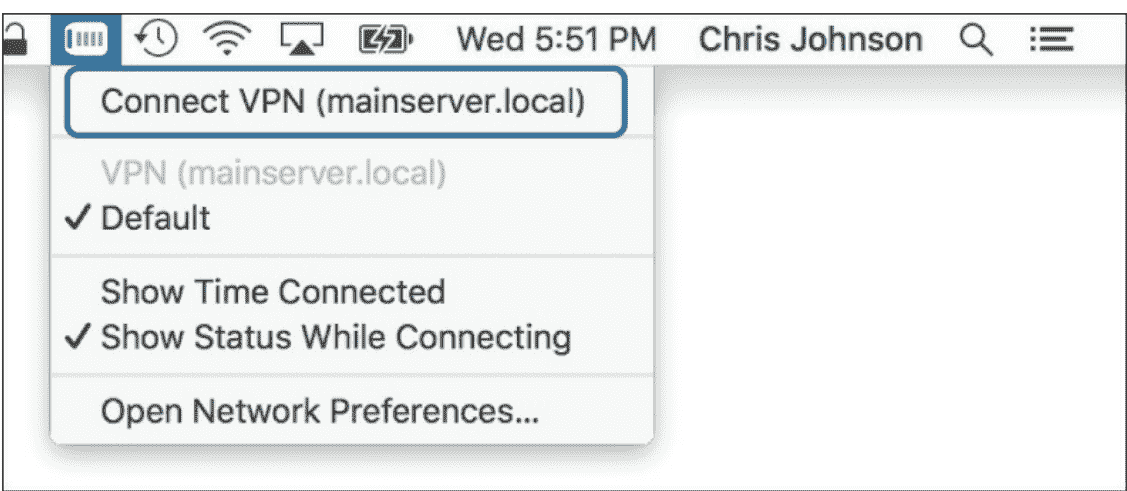 Wed 5:51 PM Chris Johnson
Connect VPN (mainserver.local)
VPN (mainserver.local)
✓ Default
Show Time Connected
✓ Show Status While Connecting
Open Network Preferences...